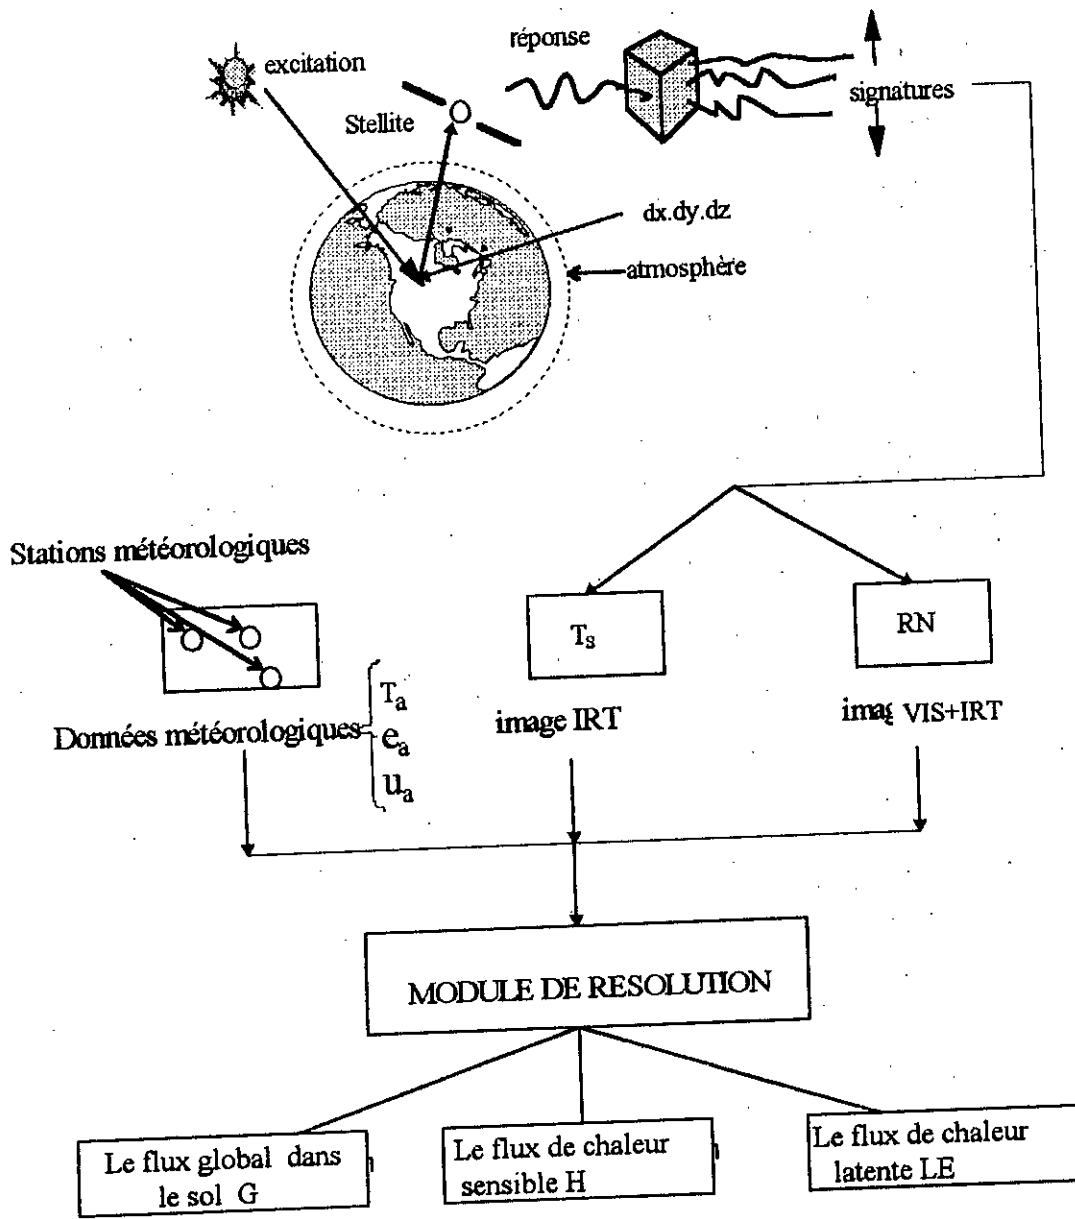 réponse
excitation
Stellite
signatures
dx.dy.dz
atmosphère
Stations météorologiques
Ts
RN
Données météorologiques
Ta
ea
ua
image IRT
imag VIS+IRT
MODULE DE RESOLUTION
Le flux global dans
le sol G
Le flux de chaleur
sensible H
Le flux de chaleur
latente LE